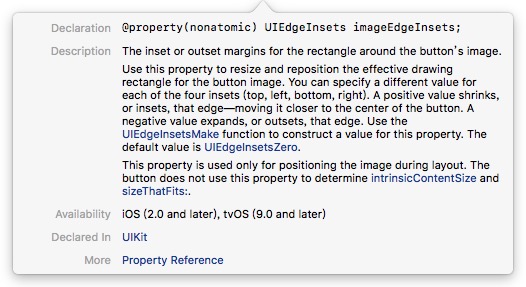 Declaration @property(nonatomic) UIEdgeInsets imageEdgeInsets;
Description The inset or outset margins for the rectangle around the button's image.
Use this property to resize and reposition the effective drawing
rectangle for the button image. You can specify a different value for
each of the four insets (top, left, bottom, right). A positive value shrinks,
or insets, that edge—moving it closer to the center of the button. A
negative value expands, or outsets, that edge. Use the
UIEdgeInsetsMake function to construct a value for this property. The
default value is UIEdgeInsetsZero.
This property is used only for positioning the image during layout. The
button does not use this property to determine intrinsicContentSize and
sizeThatFits:.
Availability iOS (2.0 and later), tvOS (9.0 and later)
Declared In UIKit
More Property Reference